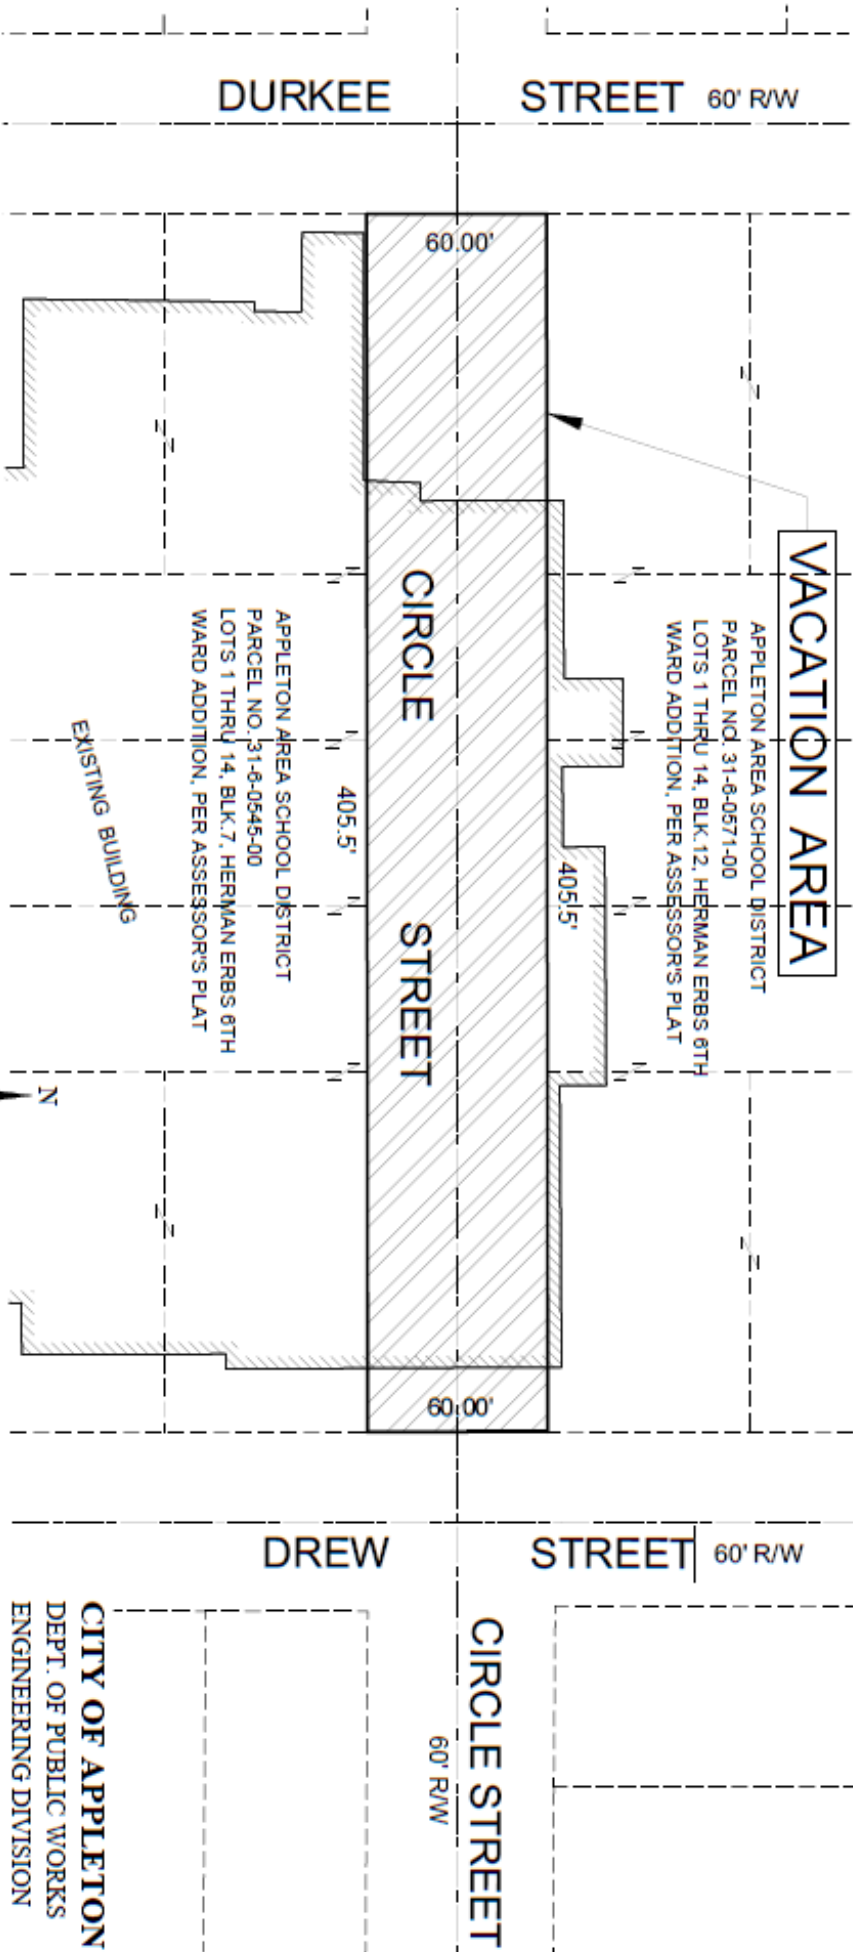 DURKEE STREET 60' R/W
60.00'
VACATION AREA
APPLETON AREA SCHOOL DISTRICT
PARCEL NO. 31-6-0571-00
LOTS 1 THRU 14, BLK.12, HERMAN ERBS 6TH
WARD ADDITION, PER ASSESSOR'S PLAT
405.5'
CIRCLE STREET
405.5'
APPLETON AREA SCHOOL DISTRICT
PARCEL NO. 31-6-0545-00
LOTS 1 THRU 14, BLK.7, HERMAN ERBS 6TH
WARD ADDITION, PER ASSESSOR'S PLAT
EXISTING BUILDING
N
60.00'
DREW STREET 60' R/W
CIRCLE STREET
60' R/W
CITY OF APPLETON
DEPT. OF PUBLIC WORKS
ENGINEERING DIVISION